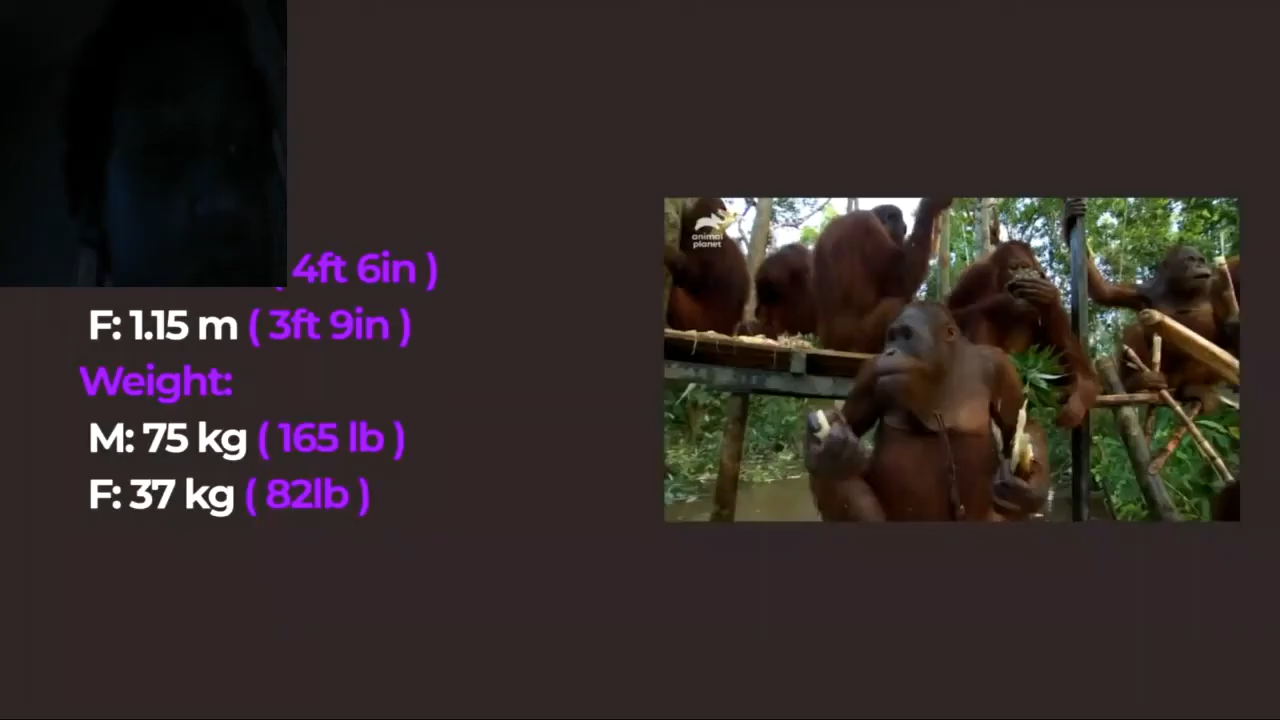 4ft 6in )
F: 1.15 m ( 3ft 9in )
Weight:
M: 75 kg ( 165 lb )
F: 37 kg ( 82lb )
animal
planet